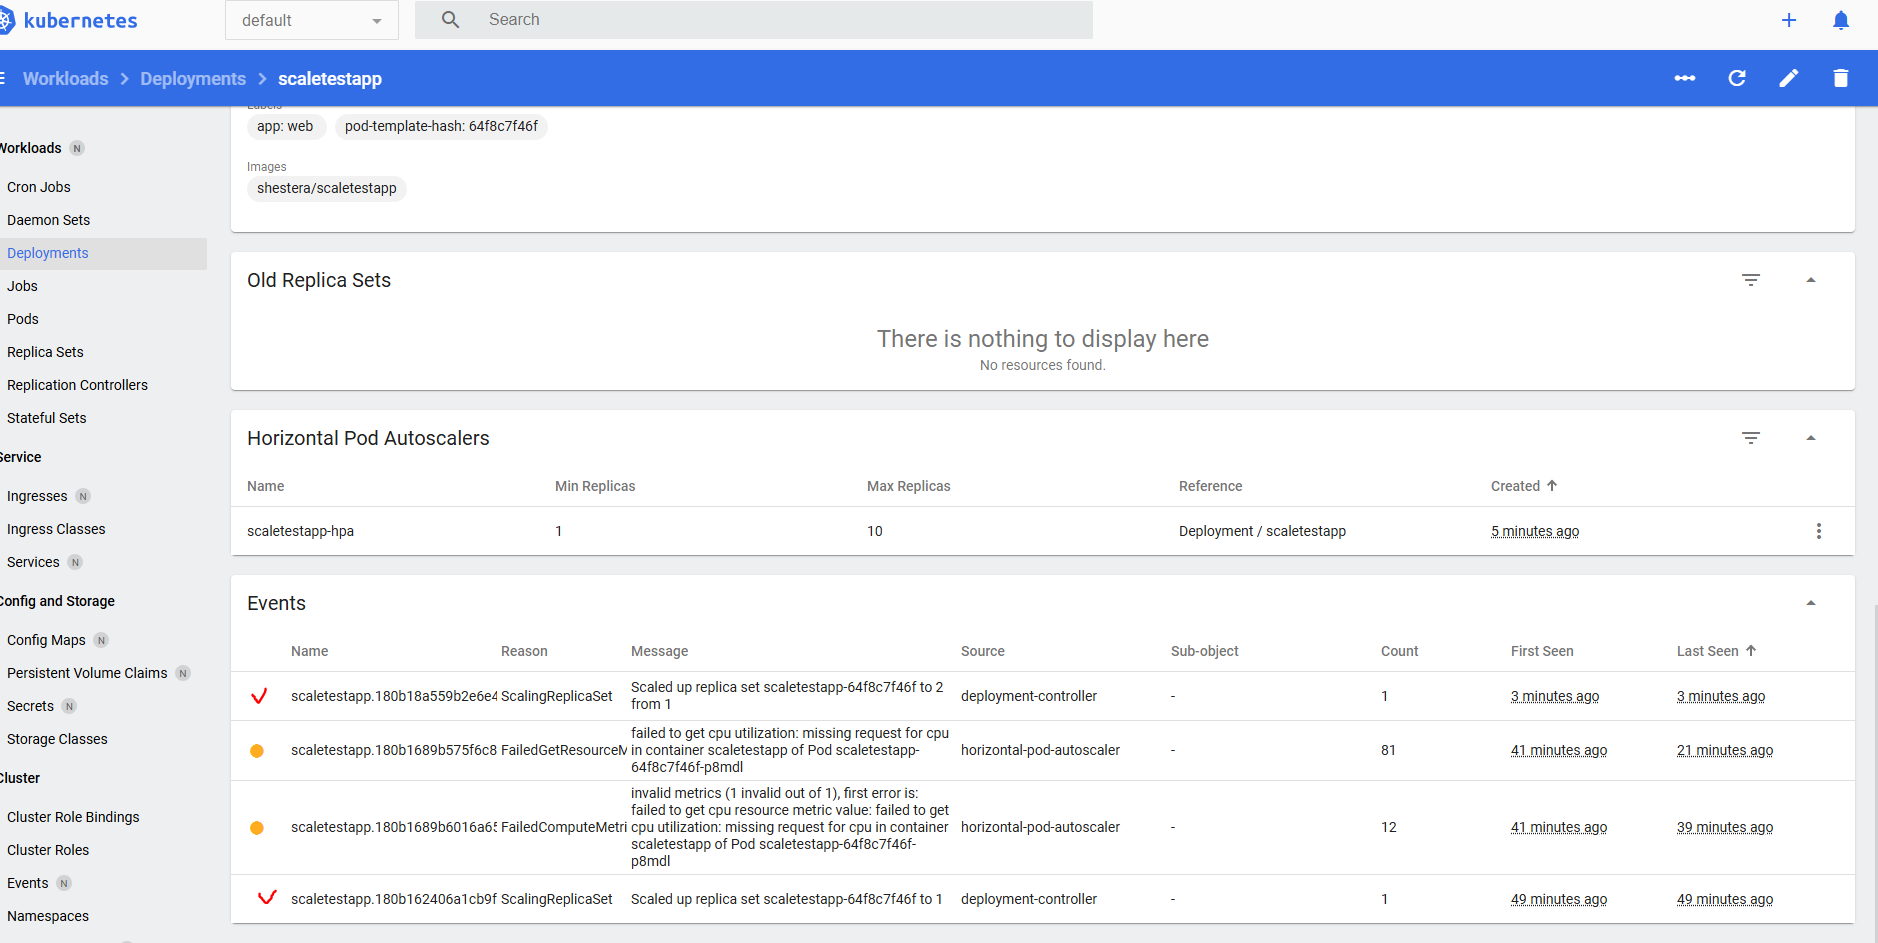 kubernetes
default
Search
Workloads > Deployments > scaletestapp
Labels
app: web
pod-template-hash: 64f8c7f46f
Images
shestera/scaletestapp
Workloads N
Cron Jobs
Daemon Sets
Deployments
Jobs
Pods
Replica Sets
Replication Controllers
Stateful Sets
Service
Ingresses N
Ingress Classes
Services N
Config and Storage
Config Maps N
Persistent Volume Claims N
Secrets N
Storage Classes
Cluster
Cluster Role Bindings
Cluster Roles
Events N
Namespaces
Old Replica Sets
There is nothing to display here
No resources found.
Horizontal Pod Autoscalers
Name Min Replicas Max Replicas Reference Created
scaletestapp-hpa 1 10 Deployment / scaletestapp 5 minutes ago
Events
Name Reason Message Source Sub-object Count First Seen Last Seen
scaletestapp.180b18a559b2e6e4 ScalingReplicaSet
Scaled up replica set scaletestapp-64f8c7f46f to 2
from 1
deployment-controller - 1 3 minutes ago 3 minutes ago
scaletestapp.180b1689b575f6c8 FailedGetResourceM
failed to get cpu utilization: missing request for cpu
in container scaletestapp of Pod scaletestapp-
64f8c7f46f-p8mdl
horizontal-pod-autoscaler - 81 41 minutes ago 21 minutes ago
scaletestapp.180b1689b6016a65 FailedComputeMetri
invalid metrics (1 invalid out of 1), first error is:
failed to get cpu resource metric value: failed to get
cpu utilization: missing request for cpu in container
scaletestapp of Pod scaletestapp-64f8c7f46f-
p8mdl
horizontal-pod-autoscaler - 12 41 minutes ago 39 minutes ago
scaletestapp.180b162406a1cb9f ScalingReplicaSet
Scaled up replica set scaletestapp-64f8c7f46f to 1
deployment-controller - 1 49 minutes ago 49 minutes ago